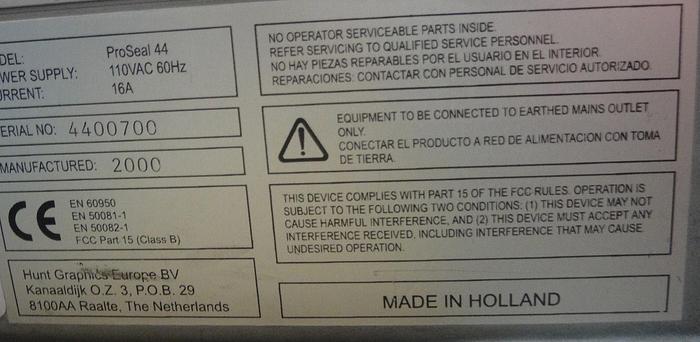 DEL: ProSeal 44
WER SUPPLY: 110VAC 60Hz
RRENT: 16A
ERIAL NO: 4400700
MANUFACTURED: 2000
CE
EN 60950
EN 50081-1
EN 50082-1
FCC Part 15 (Class B)
Hunt Graphics Europe BV
Kanaaldijk O.Z. 3, P.O.B. 29
8100AA Raalte, The Netherlands
NO OPERATOR SERVICEABLE PARTS INSIDE.
REFER SERVICING TO QUALIFIED SERVICE PERSONNEL.
NO HAY PIEZAS REPARABLES POR EL USUARIO EN EL INTERIOR.
REPARACIONES: CONTACTAR CON PERSONAL DE SERVICIO AUTORIZADO.
EQUIPMENT TO BE CONNECTED TO EARTHED MAINS OUTLET
ONLY.
CONECTAR EL PRODUCTO A RED DE ALIMENTACION CON TOMA
DE TIERRA.
THIS DEVICE COMPLIES WITH PART 15 OF THE FCC RULES. OPERATION IS
SUBJECT TO THE FOLLOWING TWO CONDITIONS: (1) THIS DEVICE MAY NOT
CAUSE HARMFUL INTERFERENCE, AND (2) THIS DEVICE MUST ACCEPT ANY
INTERFERENCE RECEIVED, INCLUDING INTERFERENCE THAT MAY CAUSE
UNDESIRED OPERATION.
MADE IN HOLLAND